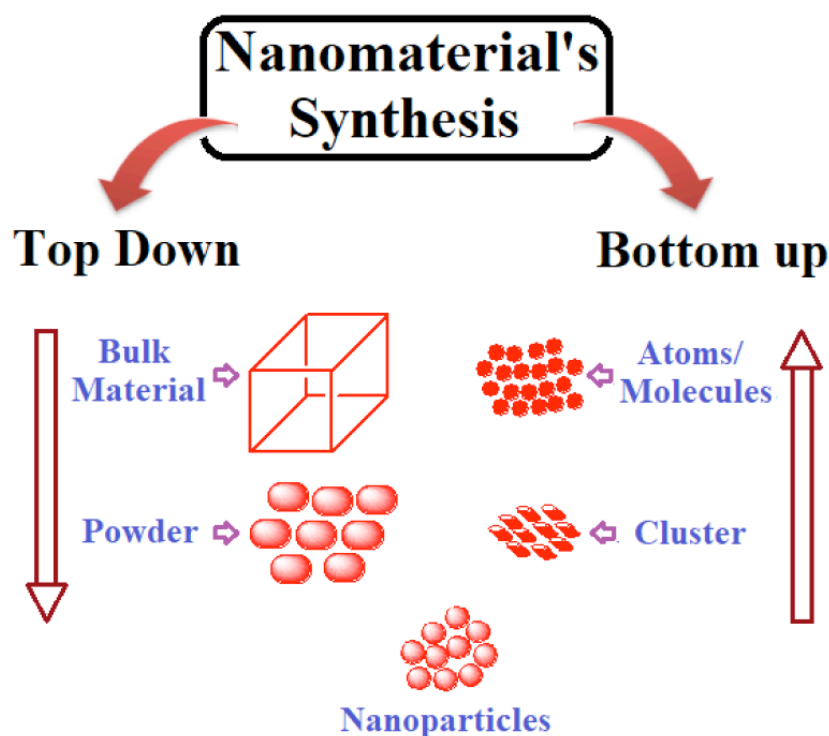 Nanomaterial's
Synthesis
Top Down
Bottom up
Bulk
Material
Atoms/
Molecules
Powder
Cluster
Nanoparticles